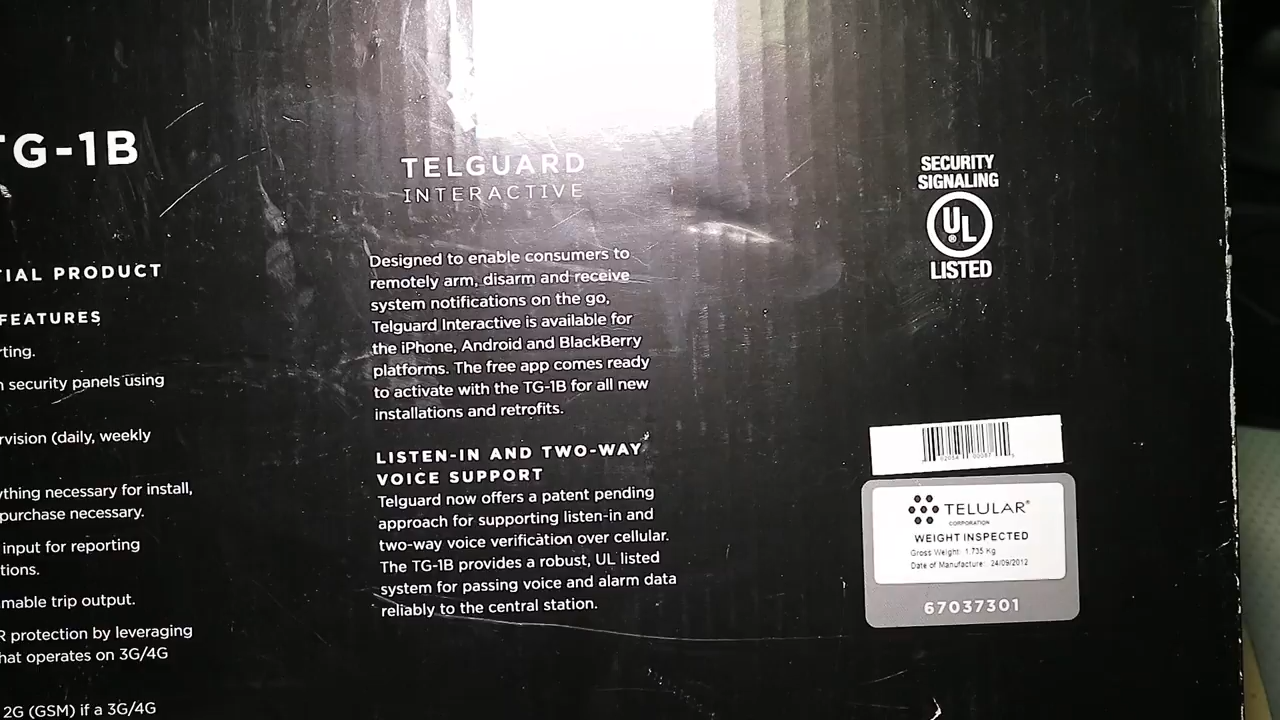 TG-1B
TIAL PRODUCT
FEATURES
rting.
n security panels using
rvision (daily, weekly
ything necessary for install,
purchase necessary.
input for reporting
tions.
mable trip output.
R protection by leveraging
hat operates on 3G/4G
2G (GSM) if a 3G/4G
TELGUARD
INTERACTIVE
Designed to enable consumers to
remotely arm, disarm and receive
system notifications on the go,
Telguard Interactive is available for
the iPhone, Android and BlackBerry
platforms. The free app comes ready
to activate with the TG-1B for all new
installations and retrofits.
LISTEN-IN AND TWO-WAY
VOICE SUPPORT
Telguard now offers a patent pending
approach for supporting listen-in and
two-way voice verification over cellular.
The TG-1B provides a robust, UL listed
system for passing voice and alarm data
reliably to the central station.
SECURITY
SIGNALING
UL®
LISTED
TELULAR®
CORPORATION
WEIGHT INSPECTED
Gross Weight: 1.735 Kg
Date of Manufacture: 24/09/2012
67037301